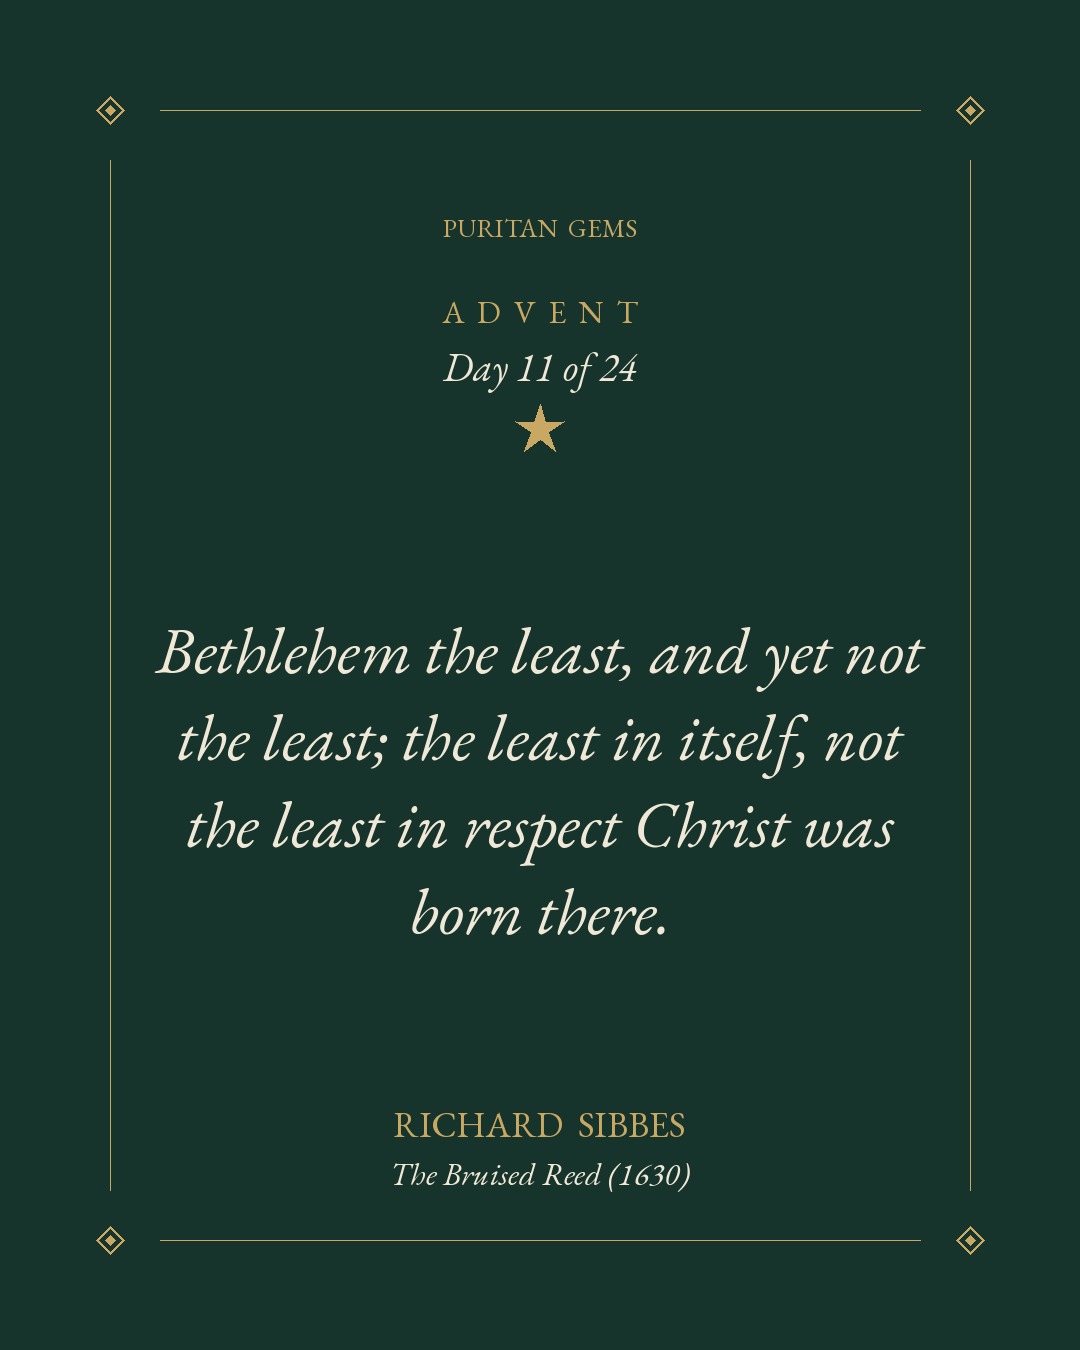 PURITAN GEMS
ADVENT
Day 11 of 24
Bethlehem the least, and yet not
the least; the least in itself, not
the least in respect Christ was
born there.
RICHARD SIBBES
The Bruised Reed (1630)